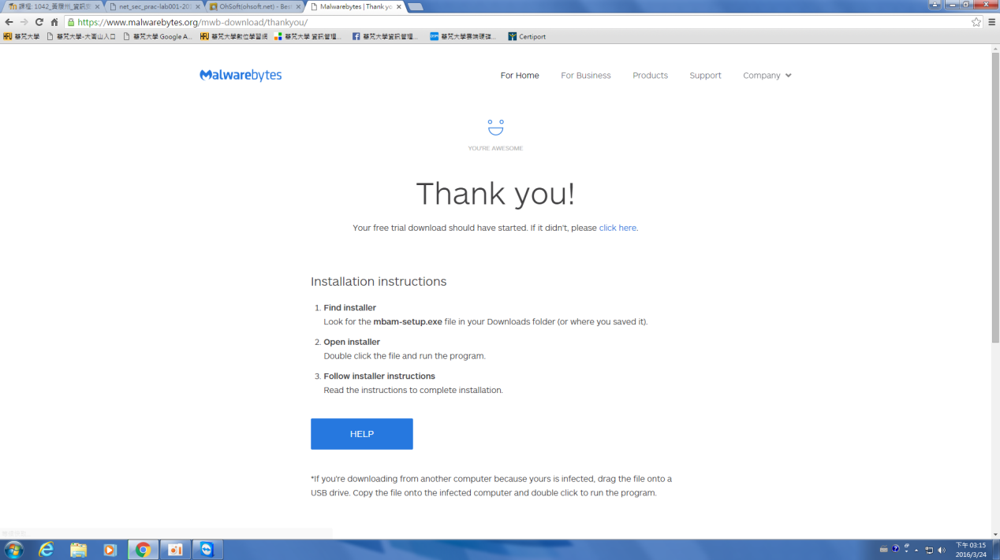 課程: 1042_黃耀州_資訊
net_sec_prac-lab001-201
OhSoft(ohsoft.net) - Bes
Malwarebytes | Thank yo
https://www.malwarebytes.org/mwb-download/thankyou/
HFU 華梵大學
華梵大學-大崙山入口
華梵大學 Google A...
HFU 華梵大學數位學習網
華梵大學 資訊管理...
華梵大學資訊管理...
華梵大學雲端硬碟...
Certiport
Malwarebytes
For Home
For Business
Products
Support
Company
YOU'RE AWESOME
Thank you!
Your free trial download should have started. If it didn't, please click here.
Installation instructions
1. Find installer
Look for the mbam-setup.exe file in your Downloads folder (or where you saved it).
2. Open installer
Double click the file and run the program.
3. Follow installer instructions
Read the instructions to complete installation.
HELP
*If you're downloading from another computer because yours is infected, drag the file onto a
USB drive. Copy the file onto the infected computer and double click to run the program.
下午 03:15
2016/3/24